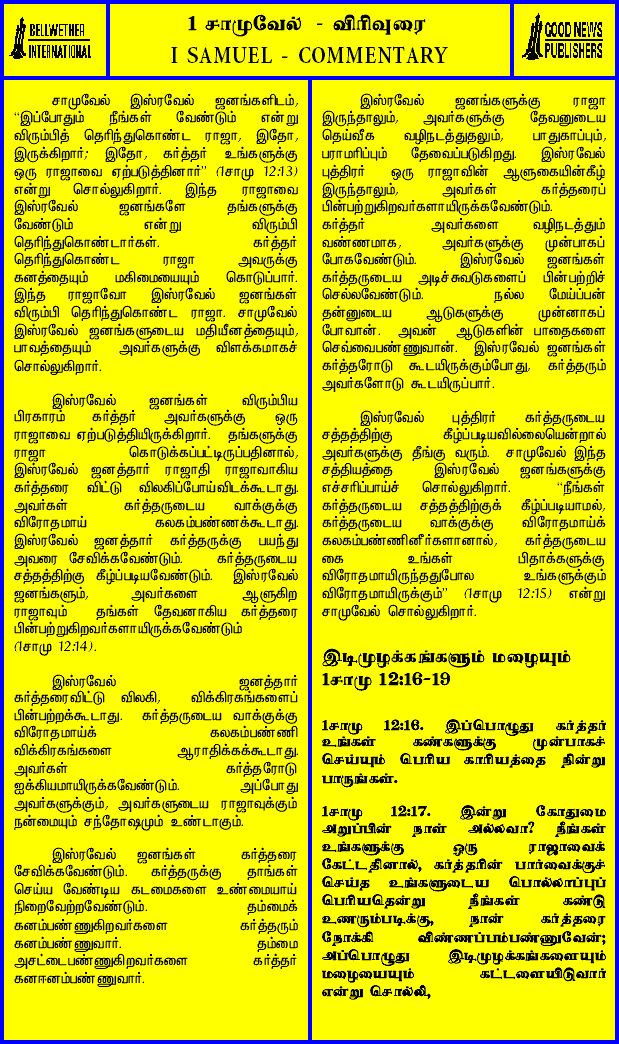 BELLWETHER
INTERNATIONAL
1 சாமுவேல் - விரிவுரை
I SAMUEL - COMMENTARY
GOOD NEWS
PUBLISHERS
சாமுவேல் இஸ்ரவேல் ஜனங்களிடம்,
“இப்போதும் நீங்கள் வேண்டும் என்று
விரும்பித் தெரிந்துகொண்ட ராஜா, இதோ,
இருக்கிறார்; இதோ, கர்த்தர் உங்களுக்கு
ஒரு ராஜாவை ஏற்படுத்தினார்” (1சாமு 12:13)
என்று சொல்லுகிறார். இந்த ராஜாவை
இஸ்ரவேல் ஜனங்களே தங்களுக்கு
வேண்டும் என்று விரும்பி
தெரிந்துகொண்டார்கள். கர்த்தர்
தெரிந்துகொண்ட ராஜா அவருக்கு
கனத்தையும் மகிமையையும் கொடுப்பார்.
இந்த ராஜாவோ இஸ்ரவேல் ஜனங்கள்
விரும்பி தெரிந்துகொண்ட ராஜா. சாமுவேல்
இஸ்ரவேல் ஜனங்களுடைய மதியீனத்தையும்,
பாவத்தையும் அவர்களுக்கு விளக்கமாகச்
சொல்லுகிறார்.
இஸ்ரவேல் ஜனங்கள் விரும்பிய
பிரகாரம் கர்த்தர் அவர்களுக்கு ஒரு
ராஜாவை ஏற்படுத்தியிருக்கிறார். தங்களுக்கு
ராஜா கொடுக்கப்பட்டிருப்பதினால்,
இஸ்ரவேல் ஜனத்தார் ராஜாதி ராஜாவாகிய
கர்த்தரை விட்டு விலகிப்போய்விடக்கூடாது.
அவர்கள் கர்த்தருடைய வாக்குக்கு
விரோதமாய் கலகம்பண்ணக்கூடாது.
இஸ்ரவேல் ஜனத்தார் கர்த்தருக்கு பயந்து
அவரை சேவிக்கவேண்டும். கர்த்தருடைய
சத்தத்திற்கு கீழ்ப்படியவேண்டும். இஸ்ரவேல்
ஜனங்களும், அவர்களை ஆளுகிற
ராஜாவும் தங்கள் தேவனாகிய கர்த்தரை
பின்பற்றுகிறவர்களாயிருக்கவேண்டும்
(1சாமு 12:14).
இஸ்ரவேல் ஜனத்தார்
கர்த்தரைவிட்டு விலகி, விக்கிரகங்களைப்
பின்பற்றக்கூடாது. கர்த்தருடைய வாக்குக்கு
விரோதமாய்க் கலகம்பண்ணி
விக்கிரகங்களை ஆராதிக்கக்கூடாது.
அவர்கள் கர்த்தரோடு
ஐக்கியமாயிருக்கவேண்டும். அப்போது
அவர்களுக்கும், அவர்களுடைய ராஜாவுக்கும்
நன்மையும் சந்தோஷமும் உண்டாகும்.
இஸ்ரவேல் ஜனங்கள் கர்த்தரை
சேவிக்கவேண்டும். கர்த்தருக்கு தாங்கள்
செய்ய வேண்டிய கடமைகளை உண்மையாய்
நிறைவேற்றவேண்டும். தம்மைக்
கனம்பண்ணுகிறவர்களை கர்த்தரும்
கனம்பண்ணுவார். தம்மை
அசட்டைபண்ணுகிறவர்களை கர்த்தர்
கனஈனம்பண்ணுவார்.
இஸ்ரவேல் ஜனங்களுக்கு ராஜா
இருந்தாலும், அவர்களுக்கு தேவனுடைய
தெய்வீக வழிநடத்துதலும், பாதுகாப்பும்,
பராமரிப்பும் தேவைப்படுகிறது. இஸ்ரவேல்
புத்திரர் ஒரு ராஜாவின் ஆளுகையின்கீழ்
இருந்தாலும், அவர்கள் கர்த்தரைப்
பின்பற்றுகிறவர்களாயிருக்கவேண்டும்.
கர்த்தர் அவர்களை வழிநடத்தும்
வண்ணமாக, அவர்களுக்கு முன்பாகப்
போகவேண்டும். இஸ்ரவேல் ஜனங்கள்
கர்த்தருடைய அடிச்சுவடுகளைப் பின்பற்றிச்
செல்லவேண்டும். நல்ல மேய்ப்பன்
தன்னுடைய ஆடுகளுக்கு முன்னாகப்
போவான். அவன் ஆடுகளின் பாதைகளை
செவ்வைபண்ணுவான். இஸ்ரவேல் ஜனங்கள்
கர்த்தரோடு கூடயிருக்கும்போது, கர்த்தரும்
அவர்களோடு கூடயிருப்பார்.
இஸ்ரவேல் புத்திரர் கர்த்தருடைய
சத்தத்திற்கு கீழ்ப்படியவில்லையென்றால்
அவர்களுக்கு தீங்கு வரும். சாமுவேல் இந்த
சத்தியத்தை இஸ்ரவேல் ஜனங்களுக்கு
எச்சரிப்பாய்ச் சொல்லுகிறார். “நீங்கள்
கர்த்தருடைய சத்தத்திற்குக் கீழ்ப்படியாமல்,
கர்த்தருடைய வாக்குக்கு விரோதமாய்க்
கலகம்பண்ணினீர்களானால், கர்த்தருடைய
கை உங்கள் பிதாக்களுக்கு
விரோதமாயிருந்ததுபோல உங்களுக்கும்
விரோதமாயிருக்கும்” (1சாமு 12:15) என்று
சாமுவேல் சொல்லுகிறார்.
இடிமுழக்கங்களும் மழையும்
1சாமு 12:16-19
1சாமு 12:16. இப்பொழுது கர்த்தர்
உங்கள் கண்களுக்கு முன்பாகச்
செய்யும் பெரிய காரியத்தை நின்று
பாருங்கள்.
1சாமு 12:17. இன்று கோதுமை
அறுப்பின் நாள் அல்லவா? நீங்கள்
உங்களுக்கு ஒரு ராஜாவைக்
கேட்டதினால், கர்த்தரின் பார்வைக்குச்
செய்த உங்களுடைய பொல்லாப்புப்
பெரியதென்று நீங்கள் கண்டு
உணரும்படிக்கு, நான் கர்த்தரை
நோக்கி விண்ணப்பம்பண்ணுவேன்;
அப்பொழுது இடிமுழக்கங்களையும்
மழையையும் கட்டளையிடுவார்
என்று சொல்லி,